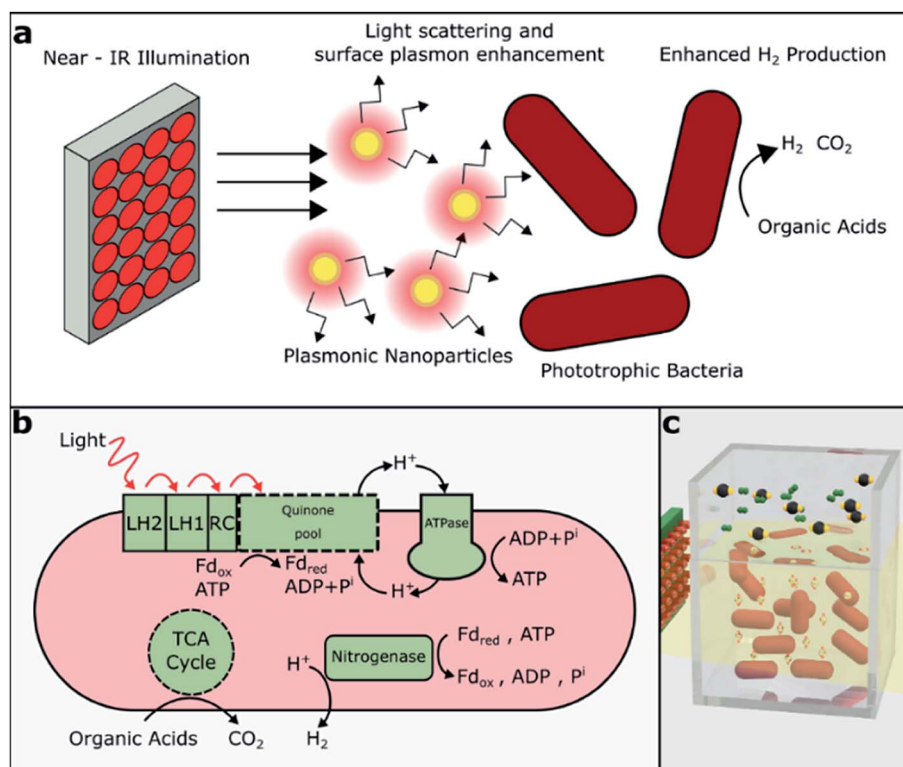 a
Near - IR Illumination
Light scattering and
surface plasmon enhancement
Enhanced H₂ Production
H₂ CO₂
Organic Acids
Plasmonic Nanoparticles
Phototrophic Bacteria
b
Light
LH2
LH1
RC
Quinone
pool
H⁺
ATPase
ADP+Pⁱ
ATP
Fdₒₓ
ATP
Fd_red
ADP+Pⁱ
H⁺
TCA
Cycle
Organic Acids
CO₂
H⁺
H₂
Nitrogenase
Fd_red , ATP
Fdₒₓ , ADP , Pⁱ
c